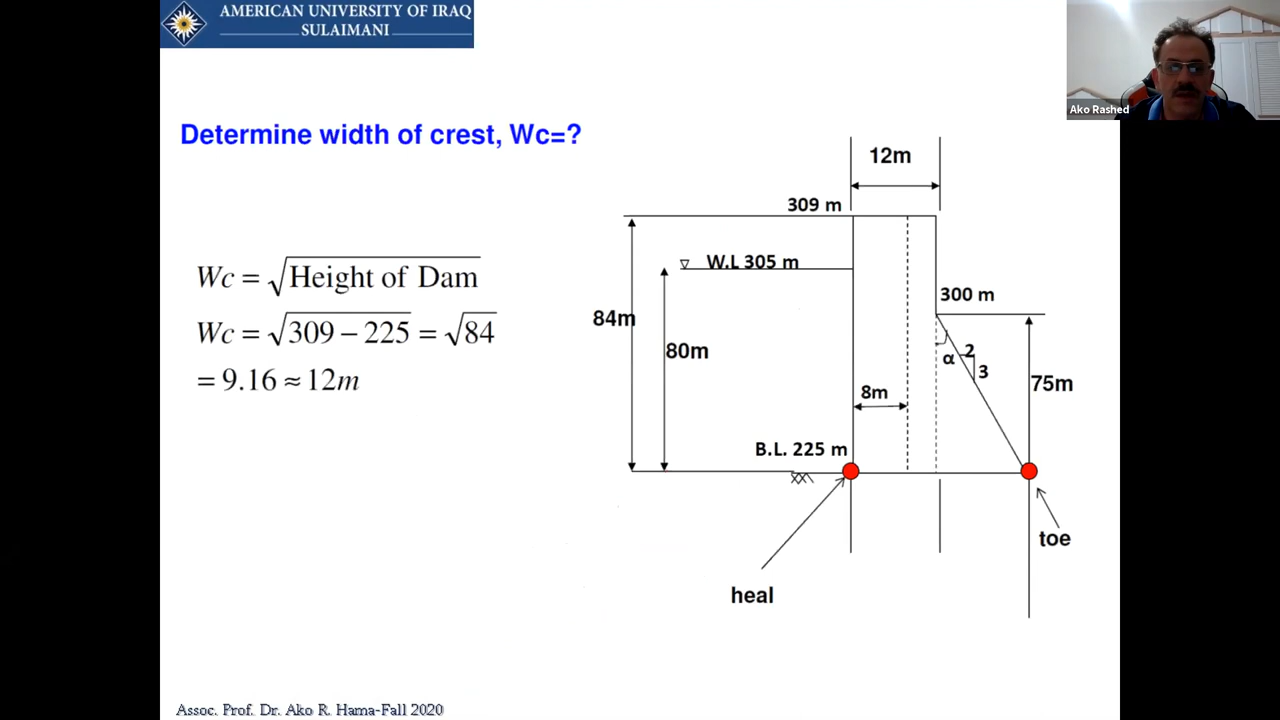 AMERICAN UNIVERSITY OF IRAQ
SULAIMANI
Ako Rashed
Determine width of crest, Wc=?
Wc = √Height of Dam
Wc = √309 − 225 = √84
= 9.16 ≈ 12m
12m
309 m
W.L 305 m
300 m
84m
80m
α
2
3
75m
8m
B.L. 225 m
toe
heal
Assoc. Prof. Dr. Ako R. Hama-Fall 2020